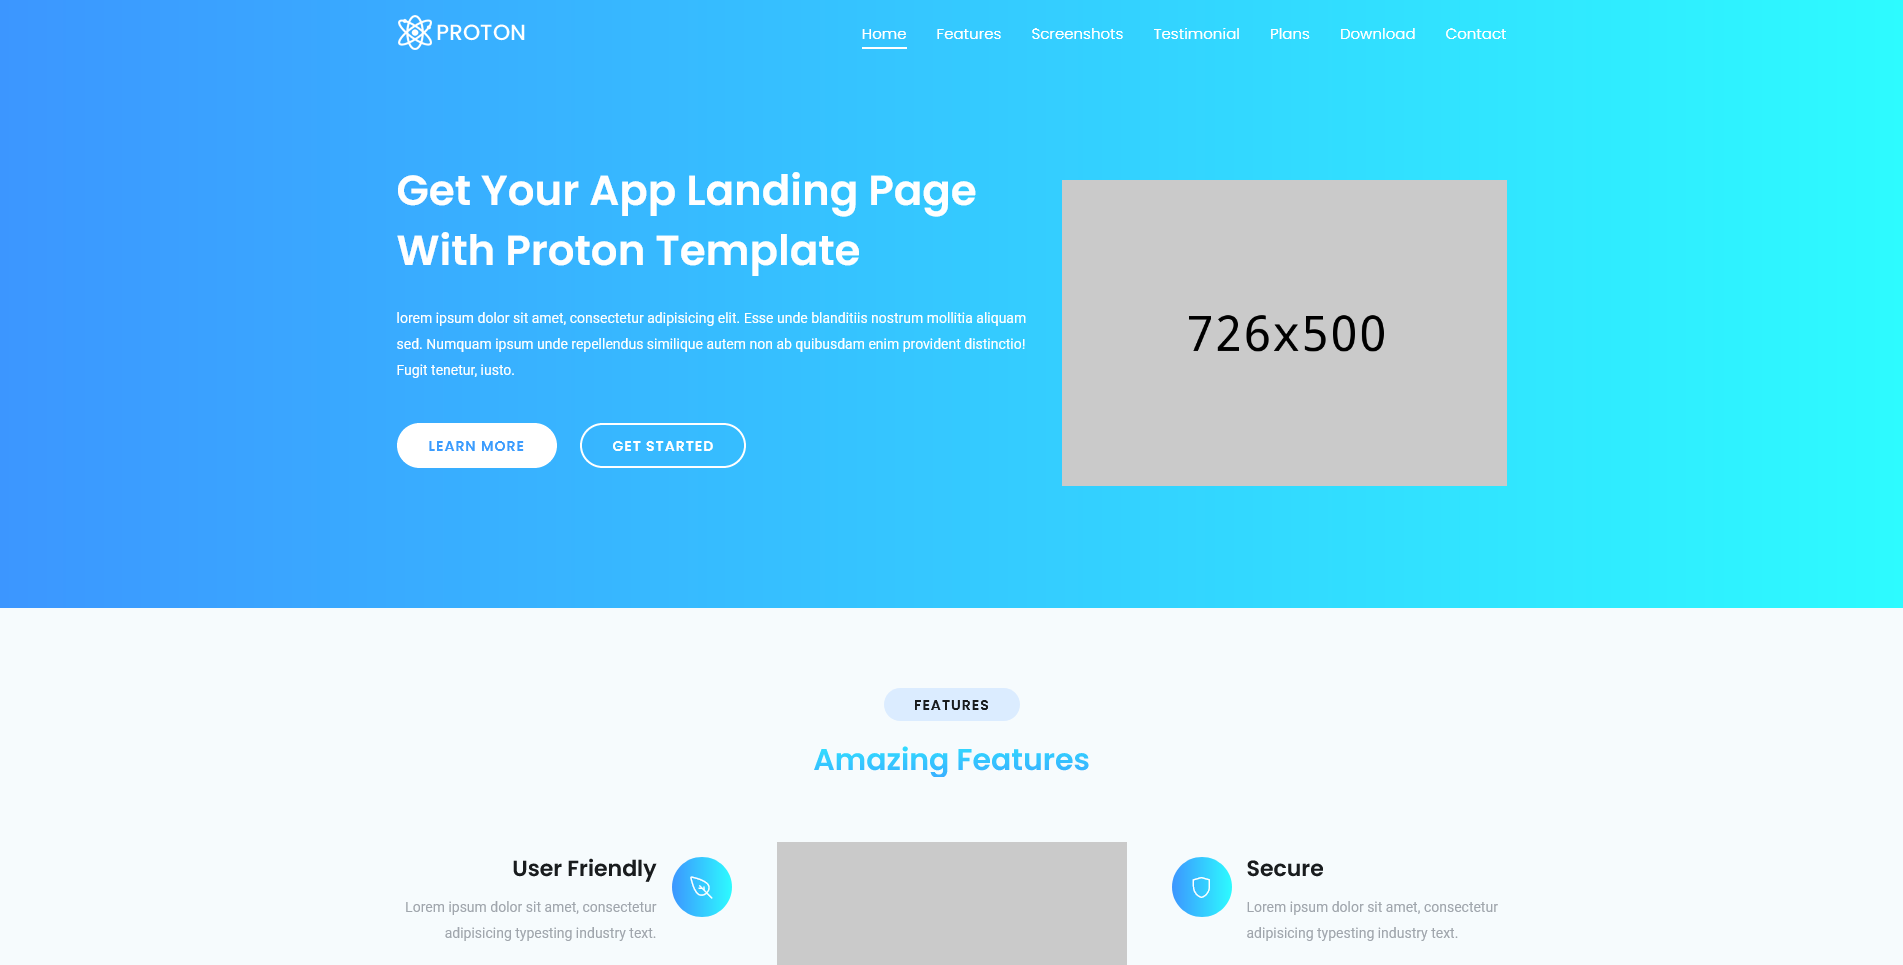 PROTON
Home Features Screenshots Testimonial Plans Download Contact
Get Your App Landing Page
With Proton Template
lorem ipsum dolor sit amet, consectetur adipisicing elit. Esse unde blanditiis nostrum mollitia aliquam
sed. Numquam ipsum unde repellendus similique autem non ab quibusdam enim provident distinctio!
Fugit tenetur, iusto.
LEARN MORE
GET STARTED
726x500
FEATURES
Amazing Features
User Friendly
Lorem ipsum dolor sit amet, consectetur
adipisicing typesting industry text.
Secure
Lorem ipsum dolor sit amet, consectetur
adipisicing typesting industry text.